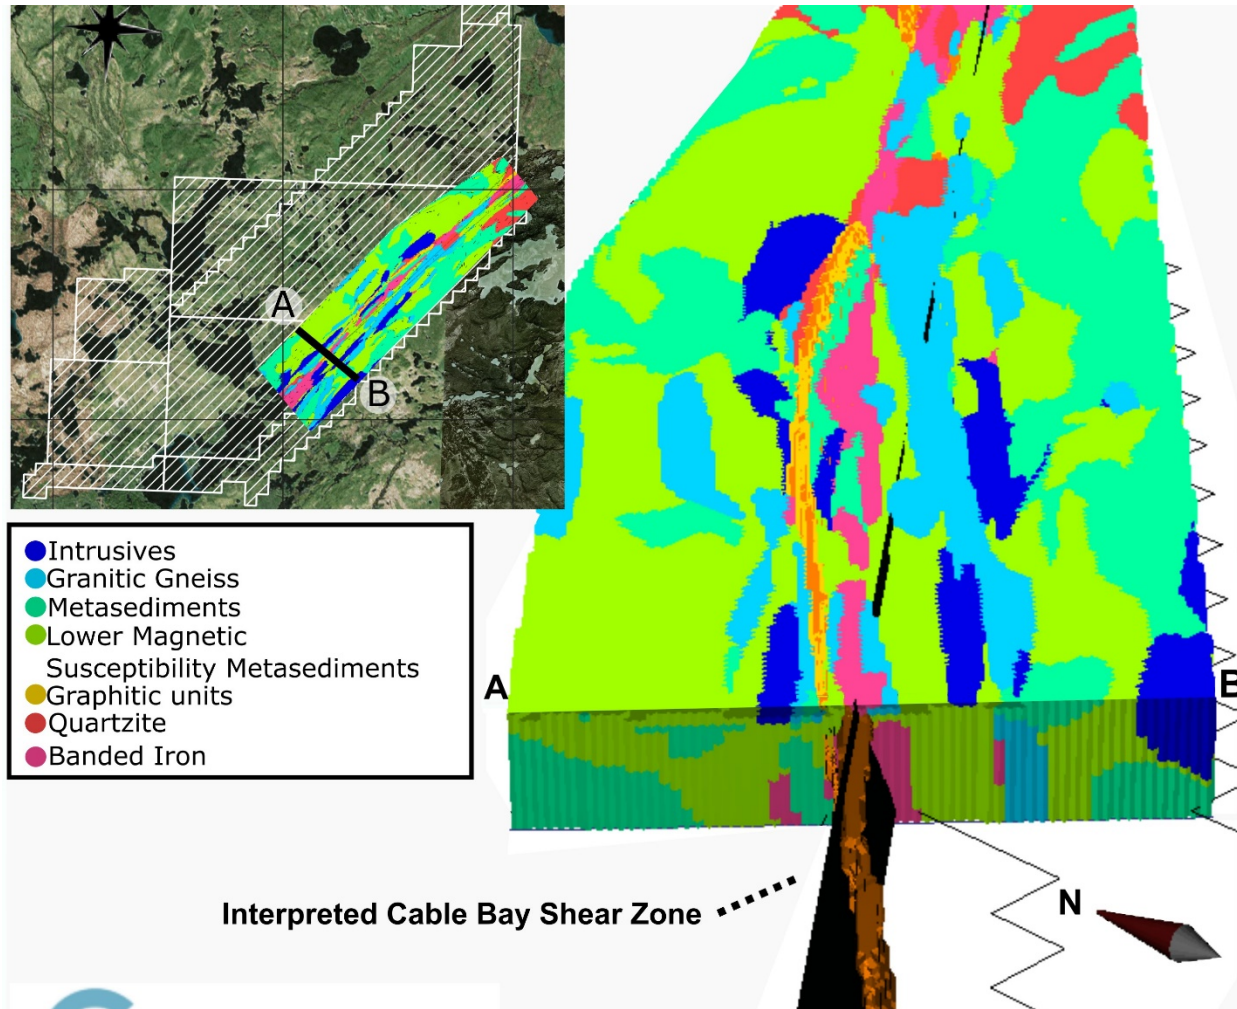 A
B
Intrusives
Granitic Gneiss
Metasediments
Lower Magnetic
Susceptibility Metasediments
Graphitic units
Quartzite
Banded Iron
A
B
Interpreted Cable Bay Shear Zone
N